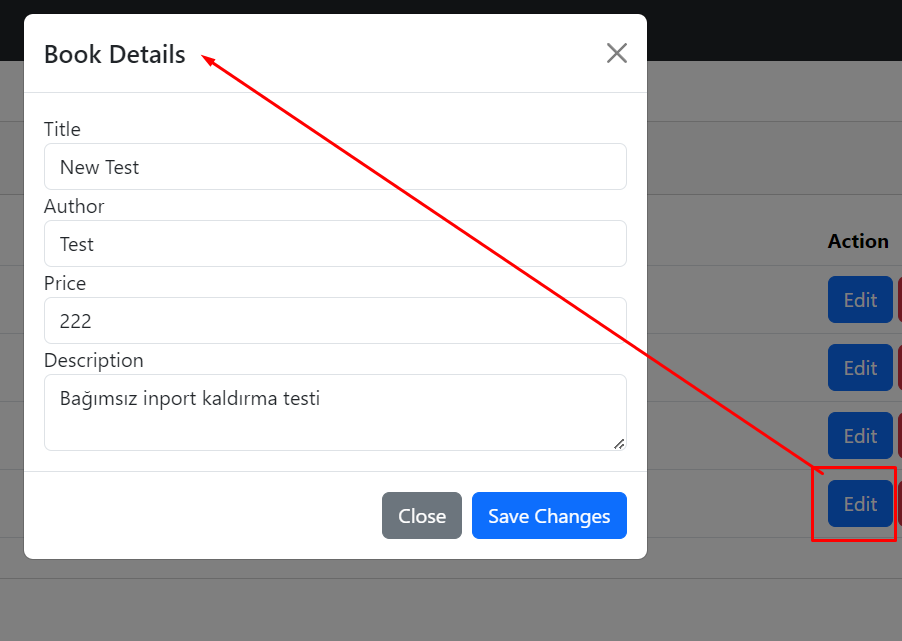 Book Details
Title
New Test
Author
Test
Price
222
Description
Bağımsız inport kaldırma testi
Close
Save Changes
Action
Edit
Edit
Edit
Edit